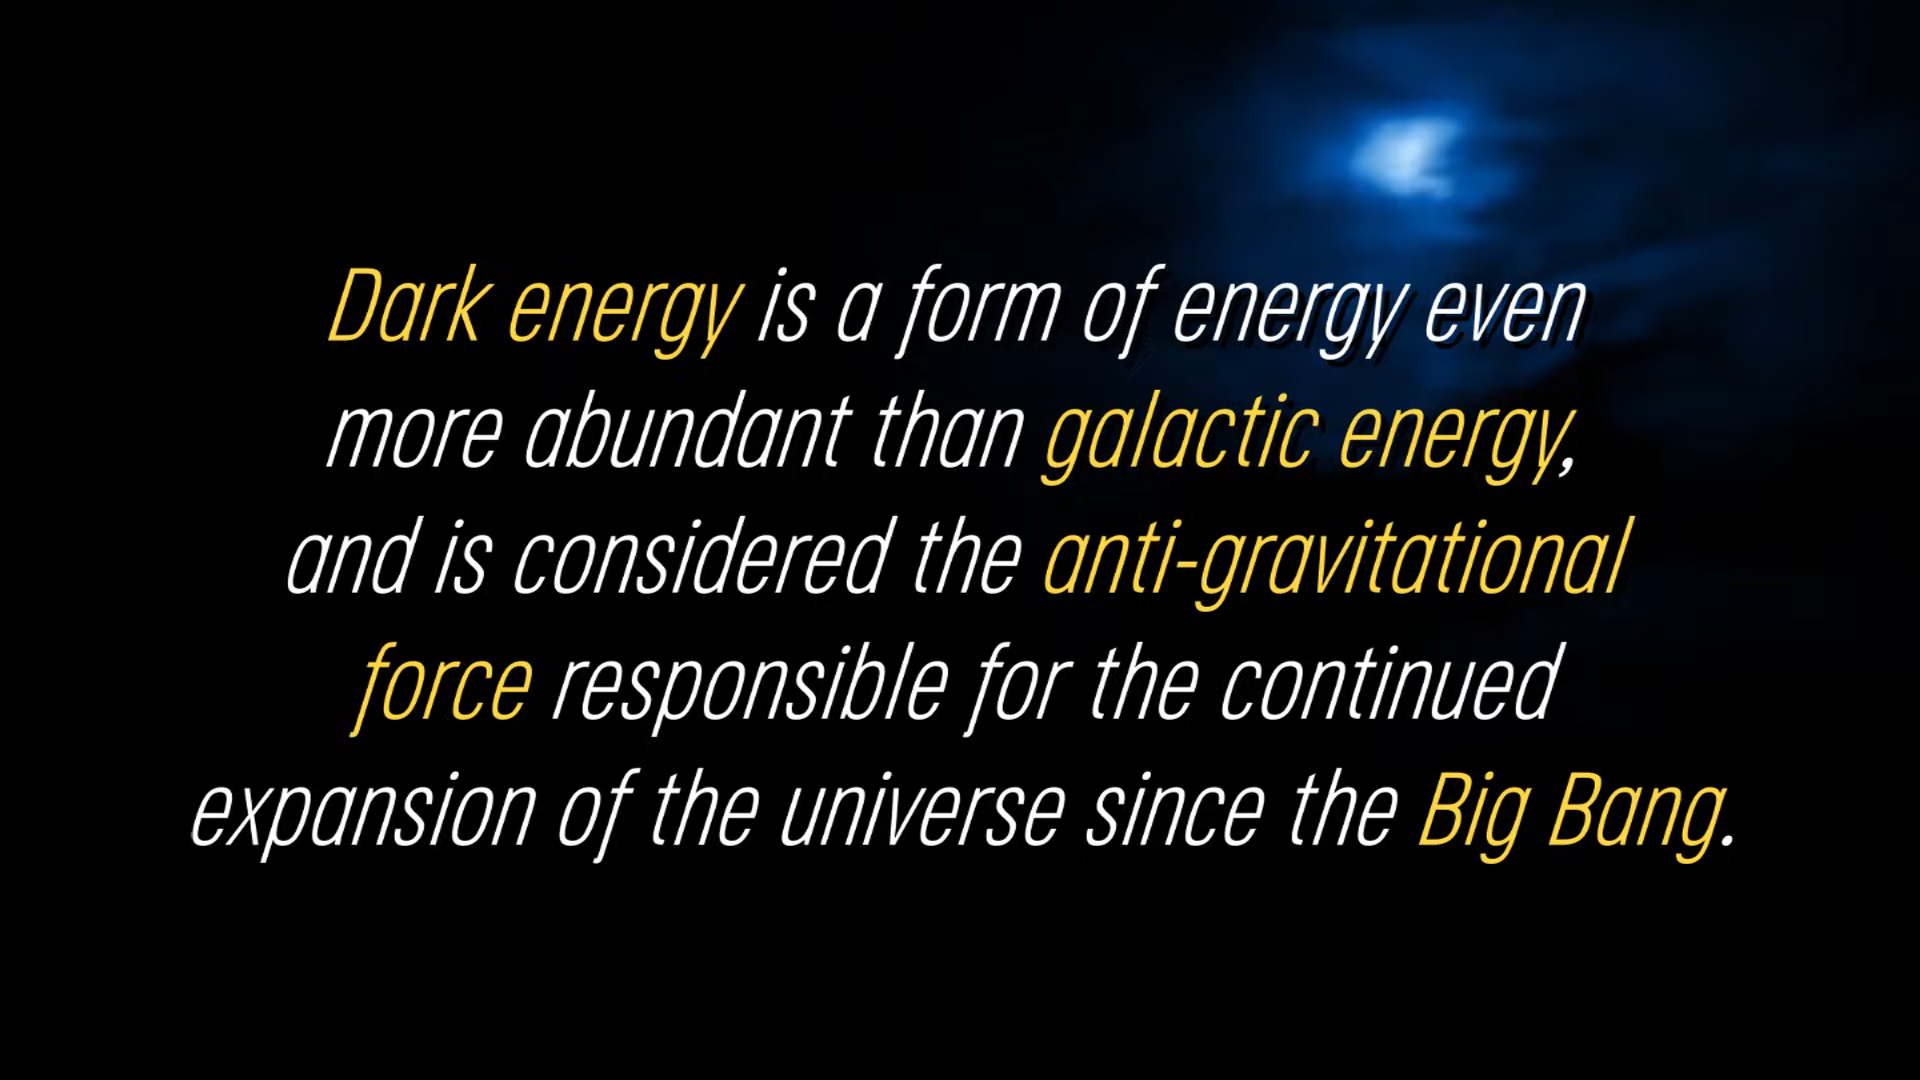 Dark energy is a form of energy even
more abundant than galactic energy,
and is considered the anti-gravitational
force responsible for the continued
expansion of the universe since the Big Bang.